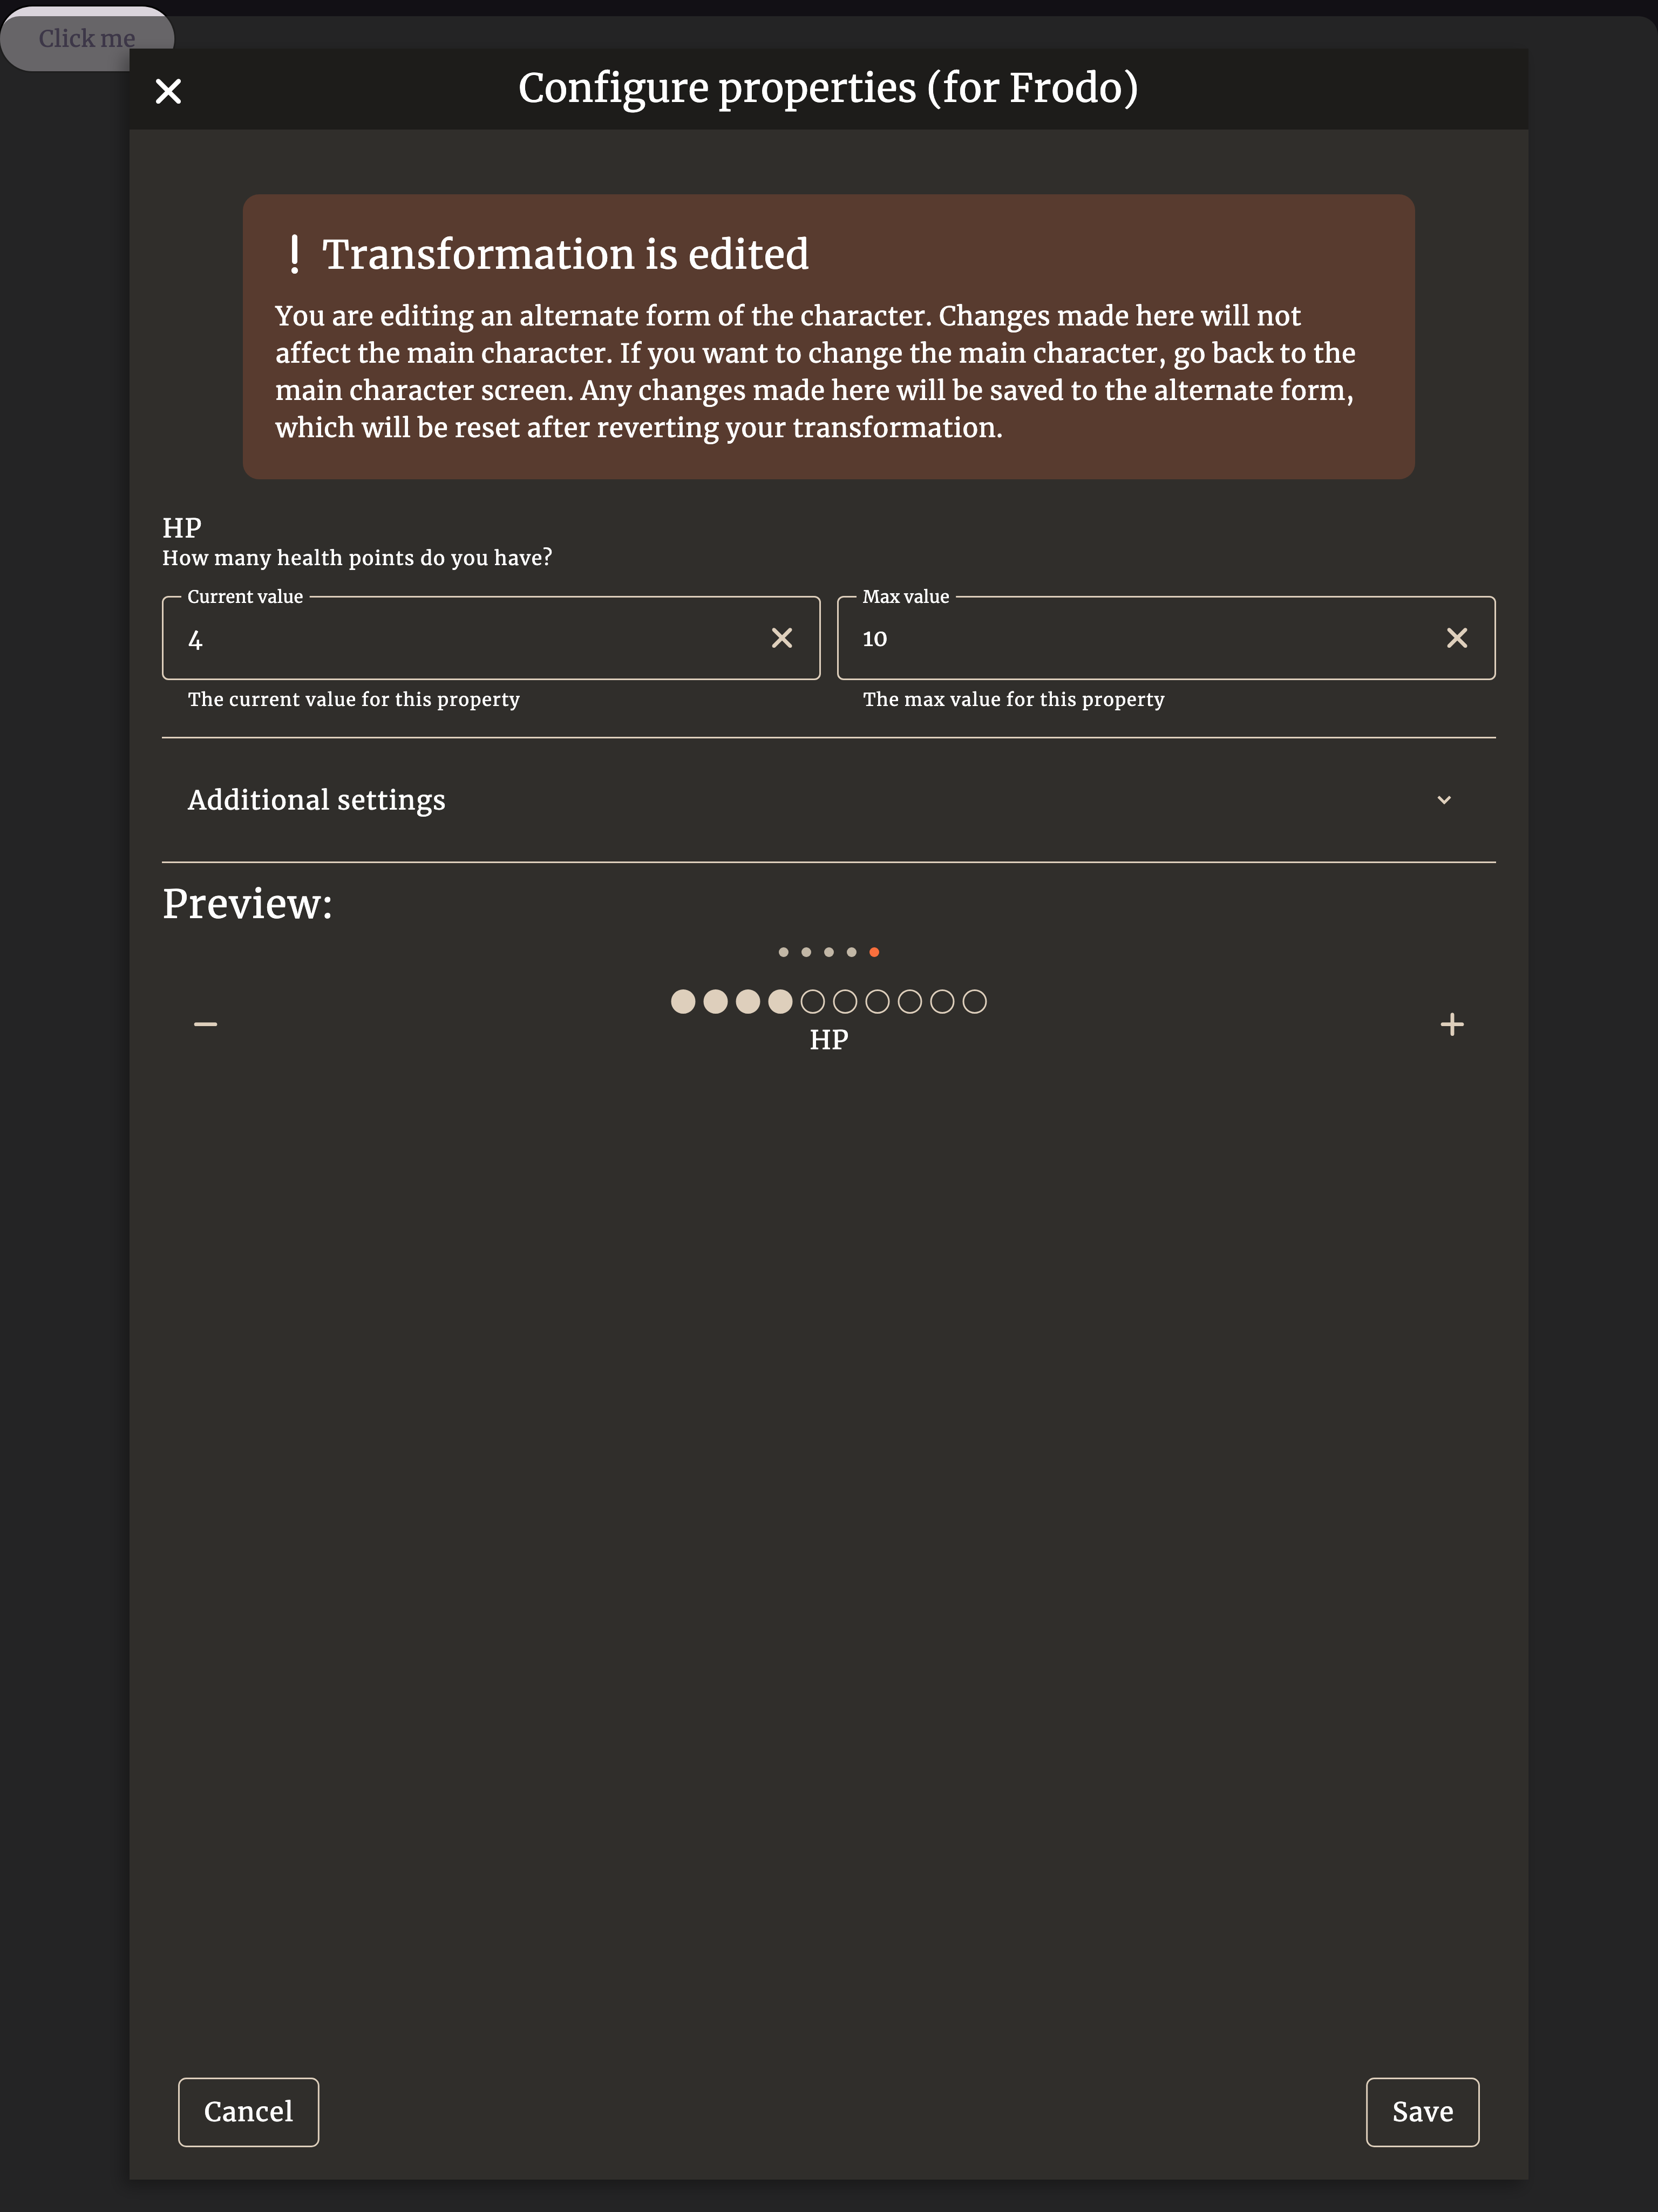 Click me
Configure properties (for Frodo)
! Transformation is edited
You are editing an alternate form of the character. Changes made here will not
affect the main character. If you want to change the main character, go back to the
main character screen. Any changes made here will be saved to the alternate form,
which will be reset after reverting your transformation.
HP
How many health points do you have?
Current value
4
The current value for this property
Max value
10
The max value for this property
Additional settings
Preview:
HP
Cancel
Save